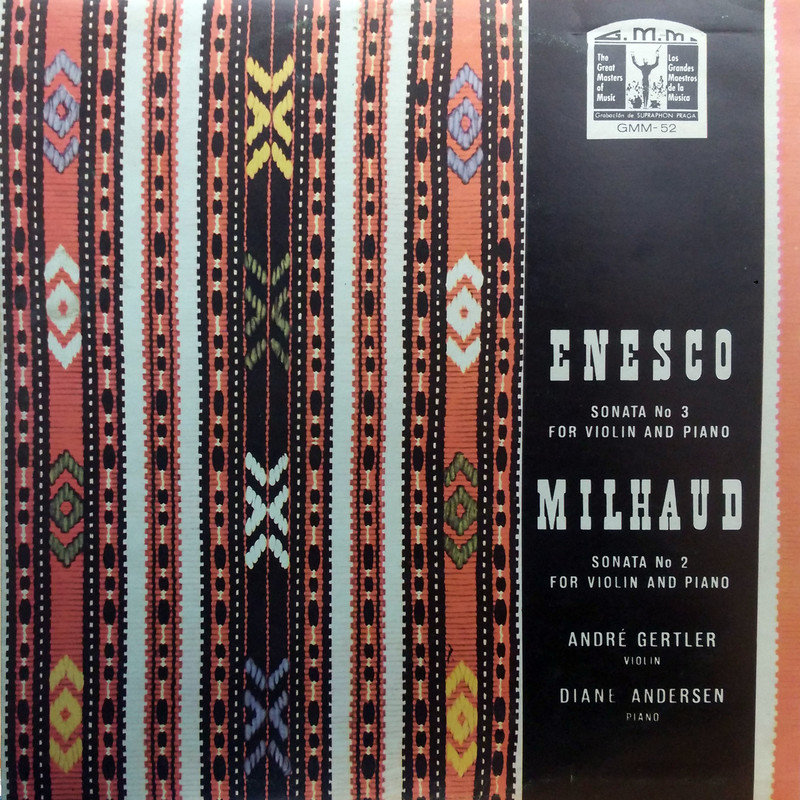 G.M.M.
The Great Masters of Music
Los Grandes Maestros de la Música
Grabación de SUPRAPHON PRAGA
GMM-52
ENESCO
SONATA No 3
FOR VIOLIN AND PIANO
MILHAUD
SONATA No 2
FOR VIOLIN AND PIANO
ANDRÉ GERTLER
VIOLIN
DIANE ANDERSEN
PIANO